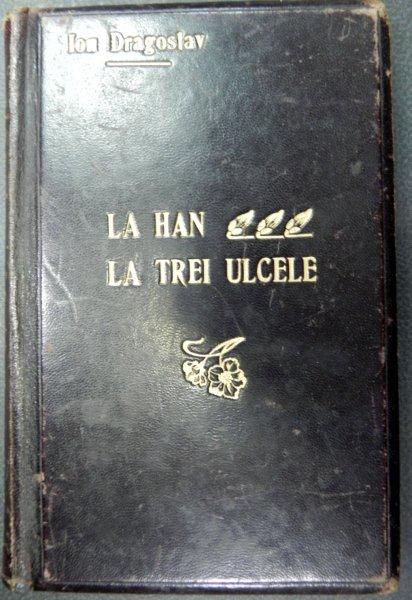 Ion Dragoslav
LA HAN
LA TREI ULCELE